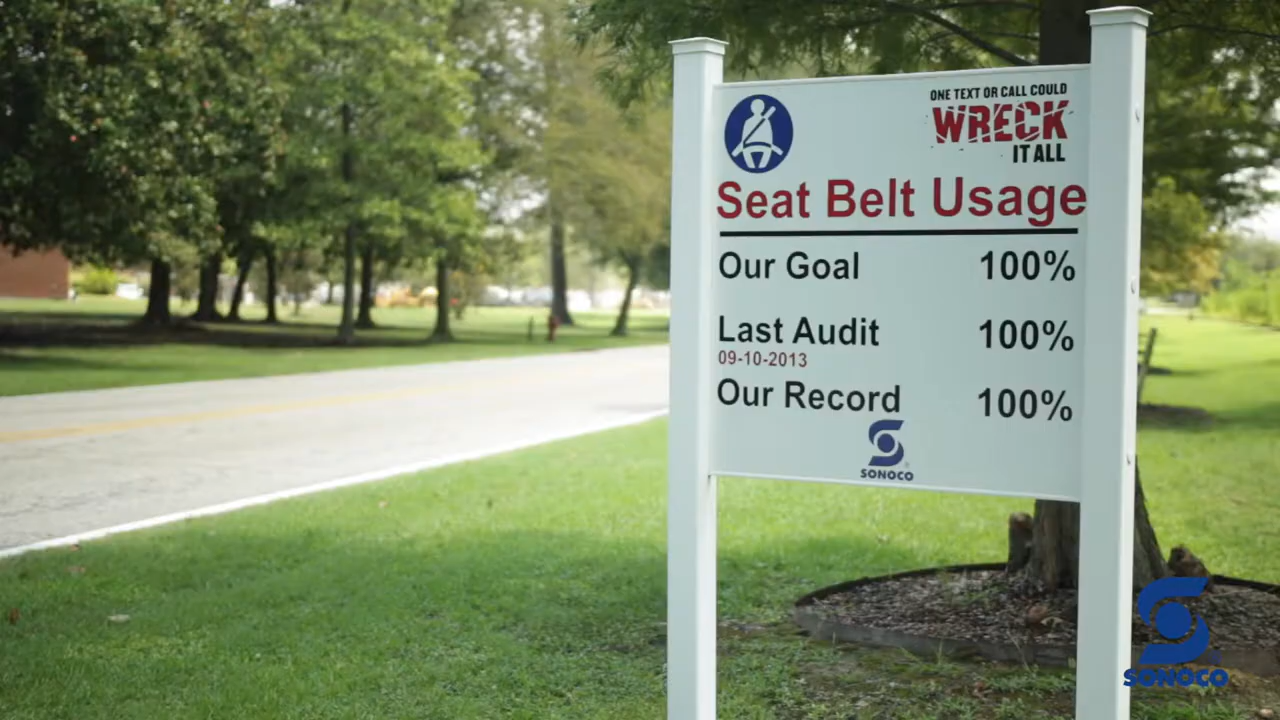 ONE TEXT OR CALL COULD
WRECK
IT ALL
Seat Belt Usage
Our Goal 100%
Last Audit 100%
09-10-2013
Our Record 100%
SONOCO
SONOCO